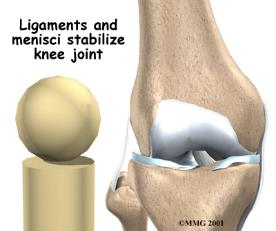 Ligaments and
menisci stabilize
knee joint
©MMG 2001